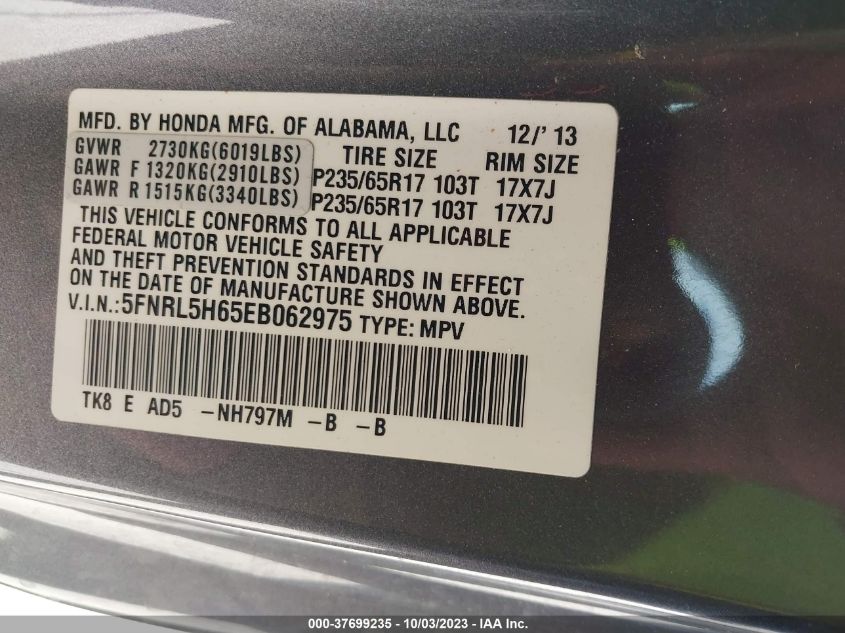 MFD. BY HONDA MFG. OF ALABAMA, LLC 12/' 13
GVWR 2730KG(6019LBS) TIRE SIZE RIM SIZE
GAWR F 1320KG(2910LBS) P235/65R17 103T 17X7J
GAWR R 1515KG(3340LBS) P235/65R17 103T 17X7J
THIS VEHICLE CONFORMS TO ALL APPLICABLE
FEDERAL MOTOR VEHICLE SAFETY
AND THEFT PREVENTION STANDARDS IN EFFECT
ON THE DATE OF MANUFACTURE SHOWN ABOVE.
V.I.N.:5FNRL5H65EB062975 TYPE: MPV
TK8 E AD5 -NH797M -B -B
000-37699235 - 10/03/2023 - IAA Inc.